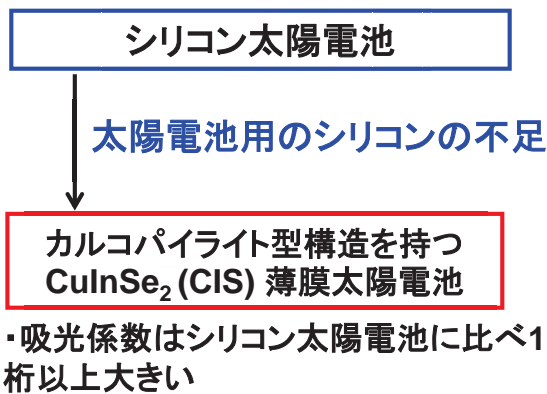 シリコン太陽電池
太陽電池用のシリコンの不足
カルコパイライト型構造を持つ
CuInSe₂ (CIS) 薄膜太陽電池
・吸光係数はシリコン太陽電池に比べ1
桁以上大きい